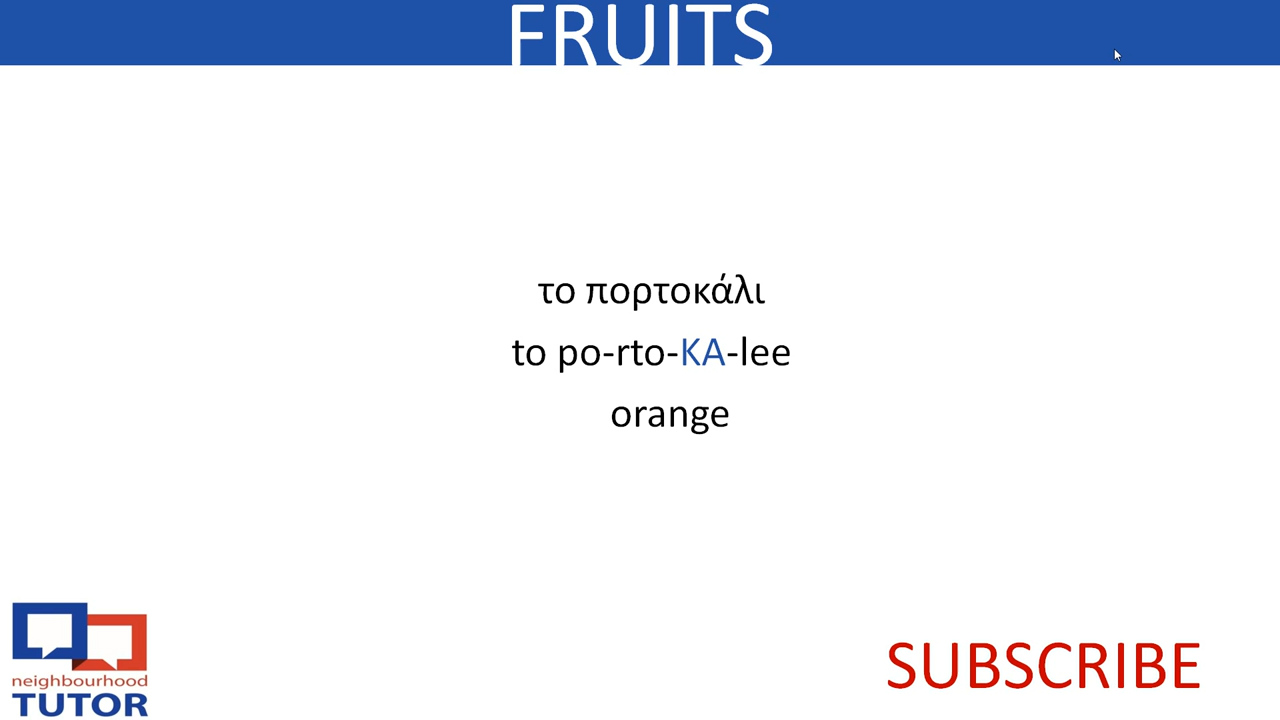 FRUITS
το πορτοκάλι
to po-rto-KA-lee
orange
neighbourhood
TUTOR
SUBSCRIBE